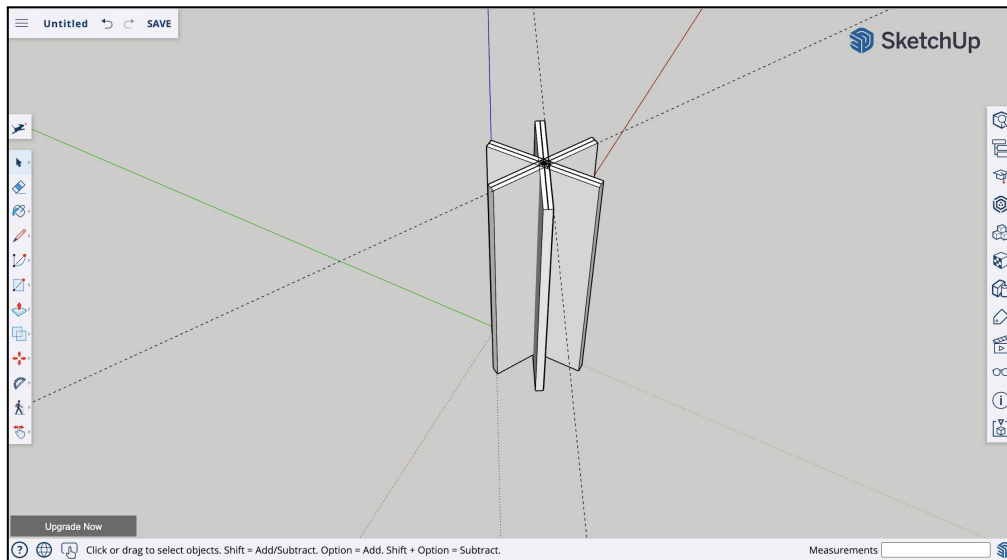 Untitled SAVE
SketchUp
Upgrade Now
Click or drag to select objects. Shift = Add/Subtract. Option = Add. Shift + Option = Subtract.
Measurements